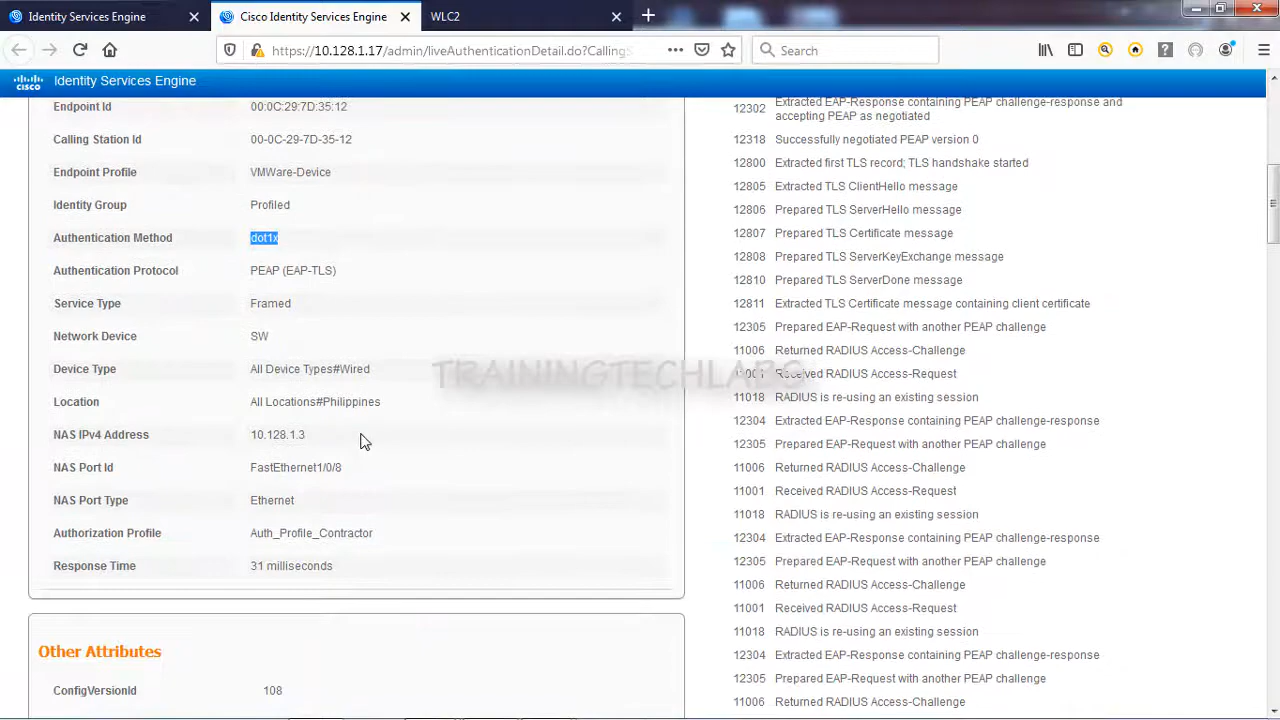 Identity Services Engine
Cisco Identity Services Engine
WLC2
https://10.128.1.17/admin/liveAuthenticationDetail.do?CallingS
Search
cisco
Identity Services Engine
Endpoint Id 00:0C:29:7D:35:12
Calling Station Id 00-0C-29-7D-35-12
Endpoint Profile VMWare-Device
Identity Group Profiled
Authentication Method dot1x
Authentication Protocol PEAP (EAP-TLS)
Service Type Framed
Network Device SW
Device Type All Device Types#Wired
Location All Locations#Philippines
NAS IPv4 Address 10.128.1.3
NAS Port Id FastEthernet1/0/8
NAS Port Type Ethernet
Authorization Profile Auth_Profile_Contractor
Response Time 31 milliseconds
Other Attributes
ConfigVersionId 108
12302 Extracted EAP-Response containing PEAP challenge-response and
accepting PEAP as negotiated
12318 Successfully negotiated PEAP version 0
12800 Extracted first TLS record; TLS handshake started
12805 Extracted TLS ClientHello message
12806 Prepared TLS ServerHello message
12807 Prepared TLS Certificate message
12808 Prepared TLS ServerKeyExchange message
12810 Prepared TLS ServerDone message
12811 Extracted TLS Certificate message containing client certificate
12305 Prepared EAP-Request with another PEAP challenge
11006 Returned RADIUS Access-Challenge
11001 Received RADIUS Access-Request
11018 RADIUS is re-using an existing session
12304 Extracted EAP-Response containing PEAP challenge-response
12305 Prepared EAP-Request with another PEAP challenge
11006 Returned RADIUS Access-Challenge
11001 Received RADIUS Access-Request
11018 RADIUS is re-using an existing session
12304 Extracted EAP-Response containing PEAP challenge-response
12305 Prepared EAP-Request with another PEAP challenge
11006 Returned RADIUS Access-Challenge
11001 Received RADIUS Access-Request
11018 RADIUS is re-using an existing session
12304 Extracted EAP-Response containing PEAP challenge-response
12305 Prepared EAP-Request with another PEAP challenge
11006 Returned RADIUS Access-Challenge
TRAININGTECHLABS